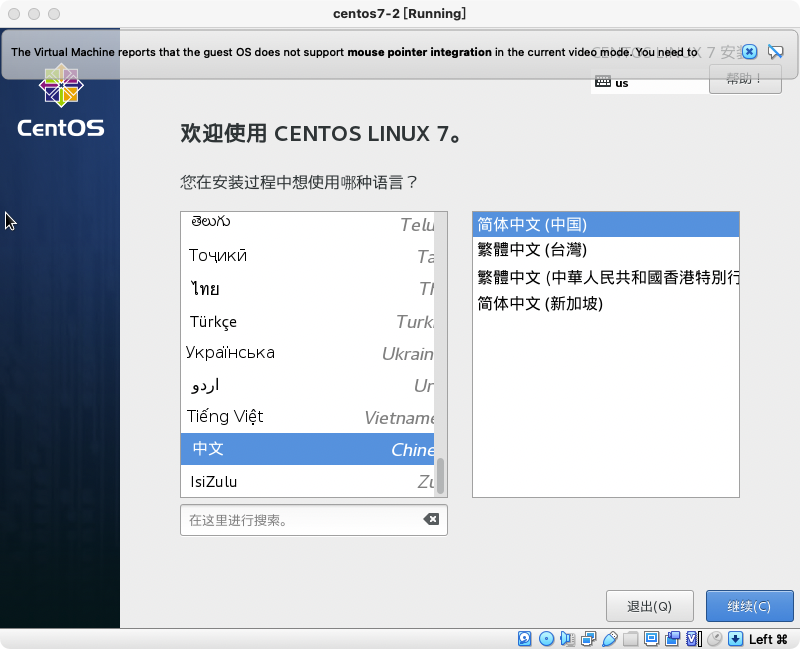 centos7-2 [Running]
The Virtual Machine reports that the guest OS does not support mouse pointer integration in the current video mode. You need to
CENTOS LINUX 7 安
us
帮助！
CentOS
欢迎使用 CENTOS LINUX 7。
您在安装过程中想使用哪种语言？
తెలుగు Telu
Тоҷикӣ Ta
ไทย Th
Türkçe Turk
Українська Ukrain
اردو Ur
Tiếng Việt Vietname
中文 Chine
IsiZulu Zu
在这里进行搜索。
简体中文 (中国)
繁體中文 (台灣)
繁體中文 (中華人民共和國香港特別行
简体中文 (新加坡)
退出(Q)
继续(C)
Left ⌘